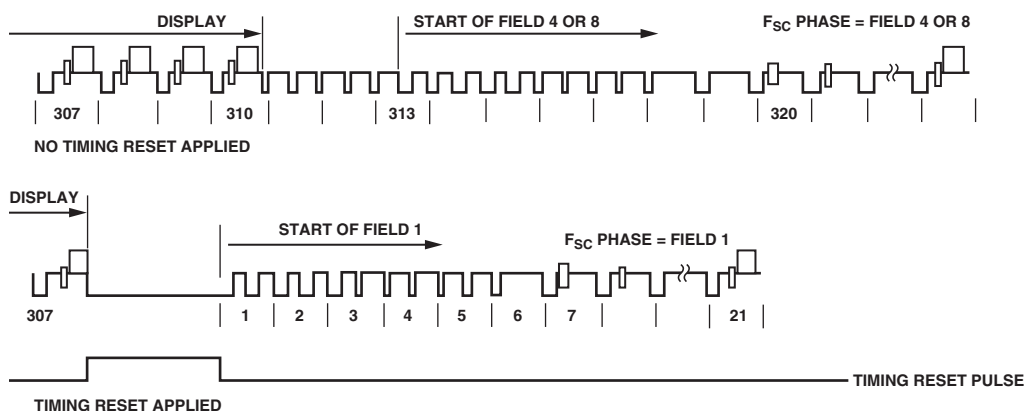 DISPLAY START OF FIELD 4 OR 8 FSC PHASE = FIELD 4 OR 8
307 310 313 320
NO TIMING RESET APPLIED
DISPLAY
START OF FIELD 1 FSC PHASE = FIELD 1
307 1 2 3 4 5 6 7 21
TIMING RESET PULSE
TIMING RESET APPLIED